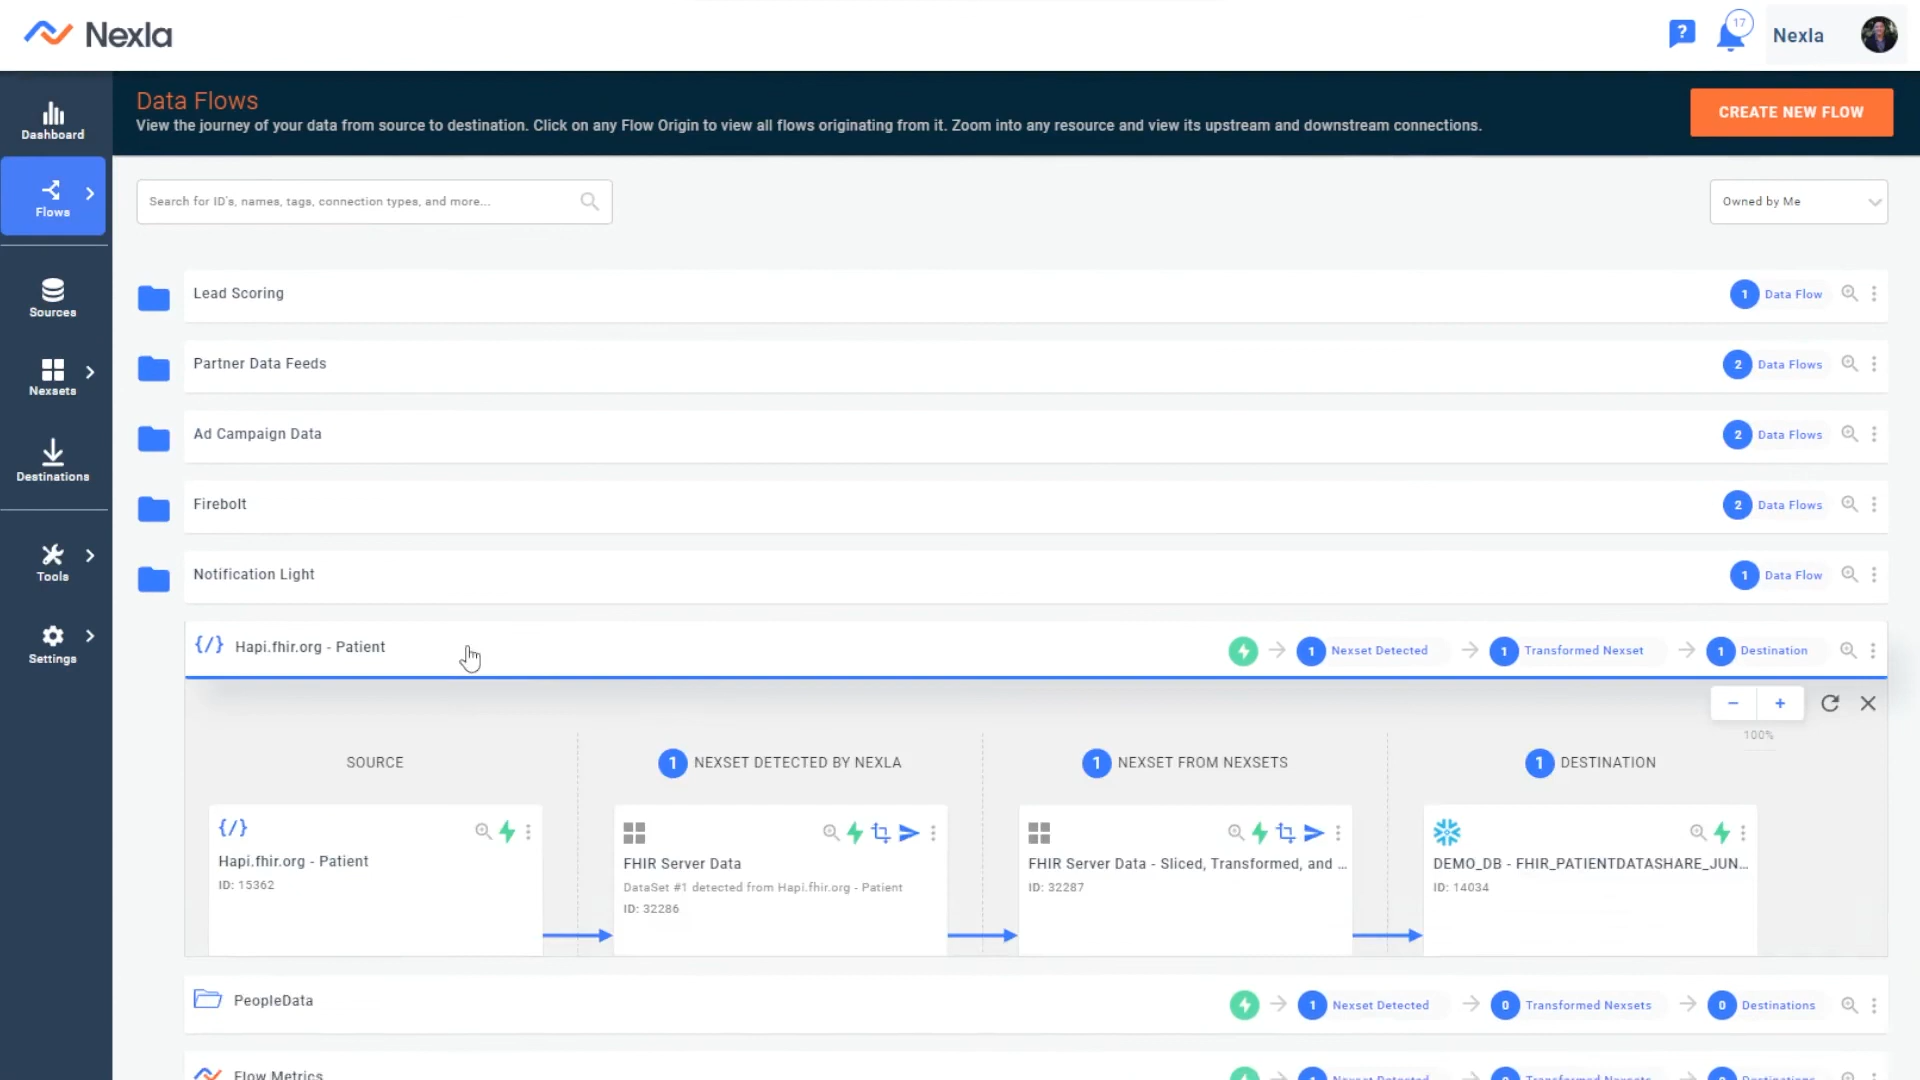 Nexla
?
17
Nexla
Dashboard
Flows
Sources
Nexsets
Destinations
Tools
Settings
Data Flows
View the journey of your data from source to destination. Click on any Flow Origin to view all flows originating from it. Zoom into any resource and view its upstream and downstream connections.
CREATE NEW FLOW
Search for ID's, names, tags, connection types, and more...
Owned by Me
Lead Scoring
1 Data Flow
Partner Data Feeds
2 Data Flows
Ad Campaign Data
2 Data Flows
Firebolt
2 Data Flows
Notification Light
1 Data Flow
{/} Hapi.fhir.org - Patient
1 Nexset Detected
1 Transformed Nexset
1 Destination
− +
100%
SOURCE
1 NEXSET DETECTED BY NEXLA
1 NEXSET FROM NEXSETS
1 DESTINATION
{/}
Hapi.fhir.org - Patient
ID: 15362
FHIR Server Data
DataSet #1 detected from Hapi.fhir.org - Patient
ID: 32286
FHIR Server Data - Sliced, Transformed, and ...
ID: 32287
DEMO_DB - FHIR_PATIENTDATASHARE_JUN...
ID: 14034
PeopleData
1 Nexset Detected
0 Transformed Nexsets
0 Destinations
Flow Metrics
1 Nexset Detected
0 Transformed Nexsets
0 Destinations